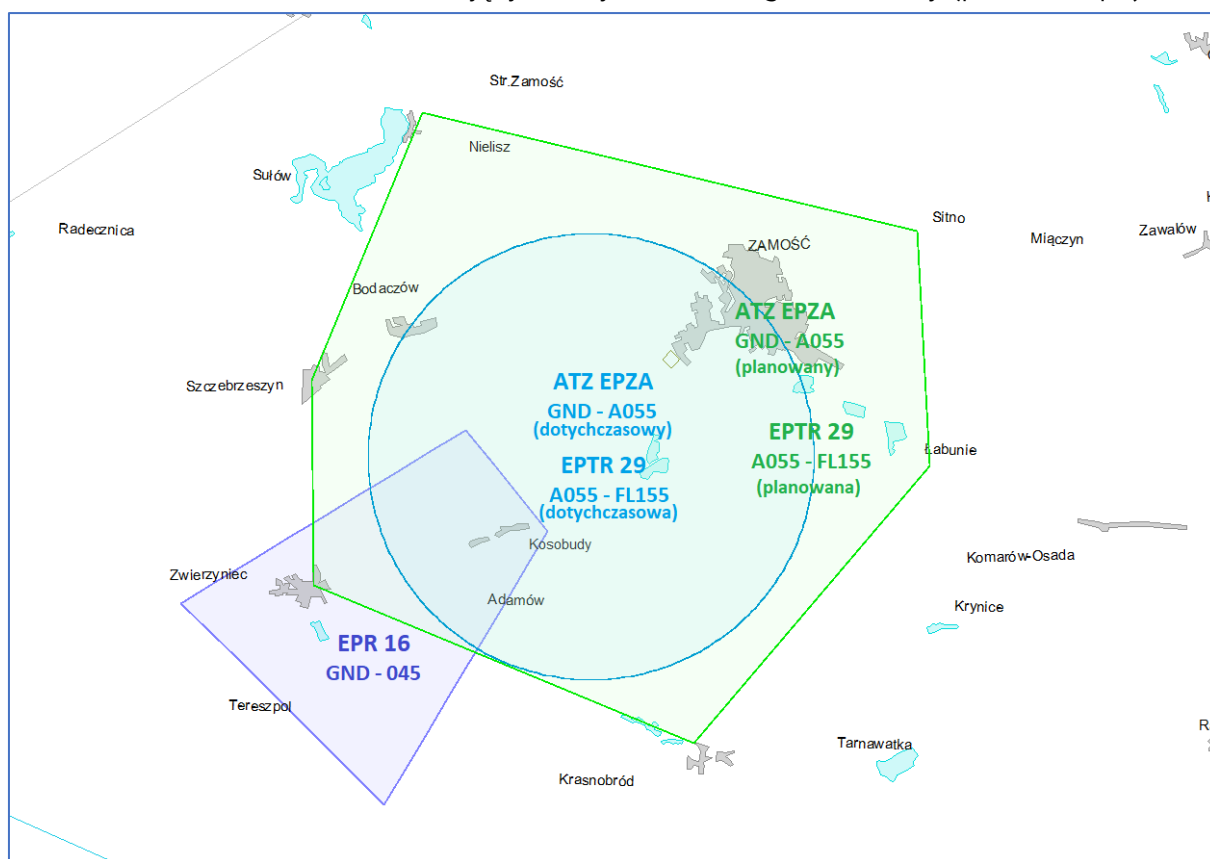 Str.Zamość
Nielisz
Sułów
Sitno
Radecznica
Miączyn
Zawalów
ZAMOŚĆ
Bodaczów
ATZ EPZA
GND - A055
(planowany)
Szczebrzeszyn
ATZ EPZA
GND - A055
(dotychczasowy)
EPTR 29
A055 - FL155
(planowana)
EPTR 29
A055 - FL155
(dotychczasowa)
Łabunie
Kosobudy
Komarów-Osada
Zwierzyniec
Adamów
Krynice
EPR 16
GND - 045
Tereszpol
Tarnawatka
Krasnobród